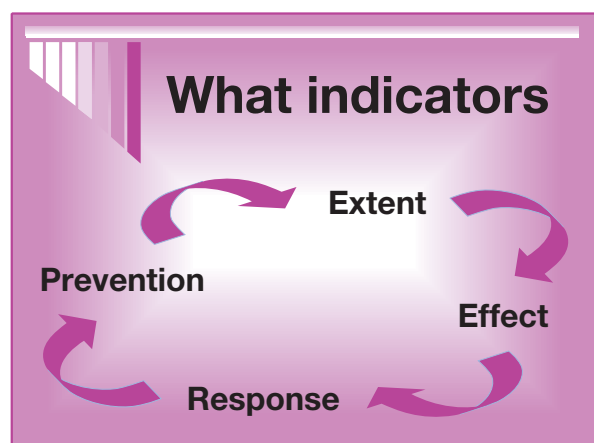 What indicators
Extent
Prevention
Effect
Response